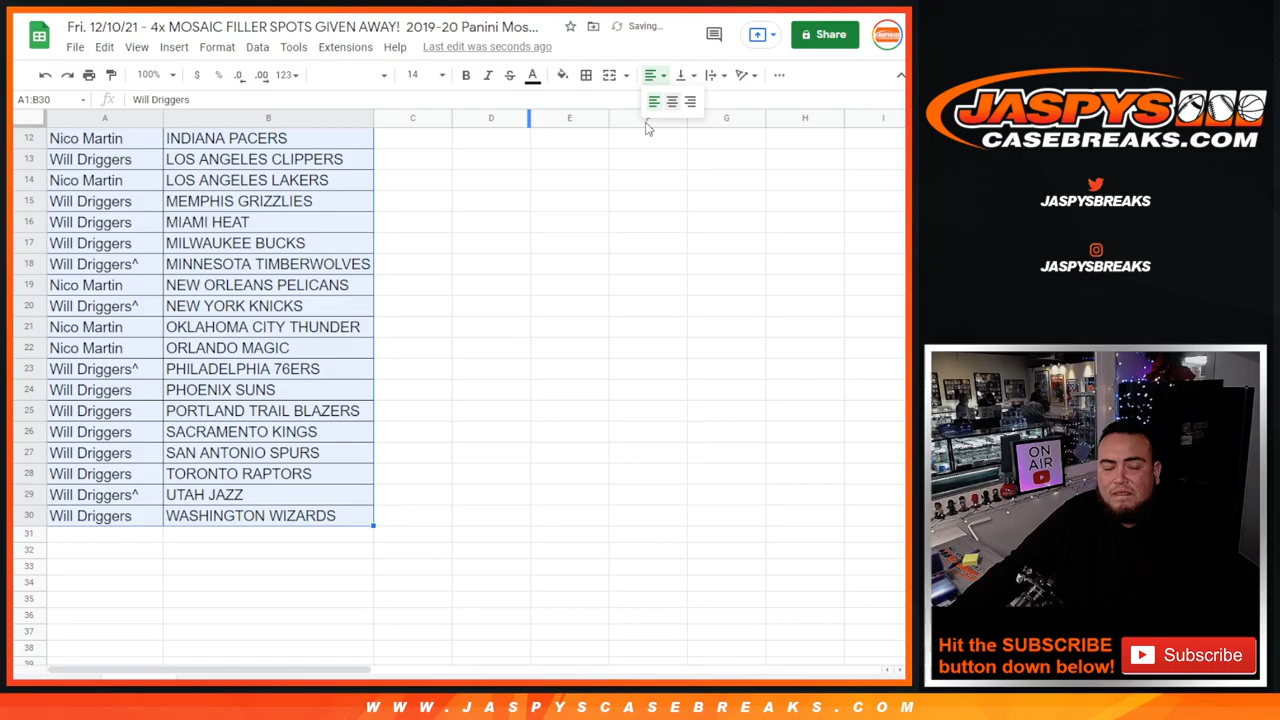 Fri. 12/10/21 - 4x MOSAIC FILLER SPOTS GIVEN AWAY! 2019-20 Panini Mos...
Saving...
Share
File Edit View Insert Format Data Tools Extensions Help Last edit was seconds ago
100% $ % .0 .00 123 14 B I S A
A1:B30 fx Will Driggers
A B C D E F G H I
12 Nico Martin INDIANA PACERS
13 Will Driggers LOS ANGELES CLIPPERS
14 Nico Martin LOS ANGELES LAKERS
15 Will Driggers MEMPHIS GRIZZLIES
16 Will Driggers MIAMI HEAT
17 Will Driggers MILWAUKEE BUCKS
18 Will Driggers^ MINNESOTA TIMBERWOLVES
19 Nico Martin NEW ORLEANS PELICANS
20 Will Driggers^ NEW YORK KNICKS
21 Nico Martin OKLAHOMA CITY THUNDER
22 Nico Martin ORLANDO MAGIC
23 Will Driggers^ PHILADELPHIA 76ERS
24 Will Driggers PHOENIX SUNS
25 Will Driggers PORTLAND TRAIL BLAZERS
26 Will Driggers SACRAMENTO KINGS
27 Will Driggers SAN ANTONIO SPURS
28 Will Driggers TORONTO RAPTORS
29 Will Driggers^ UTAH JAZZ
30 Will Driggers WASHINGTON WIZARDS
31
32
33
34
35
36
37
38
39
JASPYS
CASEBREAKS.COM
JASPYSBREAKS
JASPYSBREAKS
ON
AIR
Hit the SUBSCRIBE
button down below!
Subscribe
WWW.JASPYSCASEBREAKS.COM